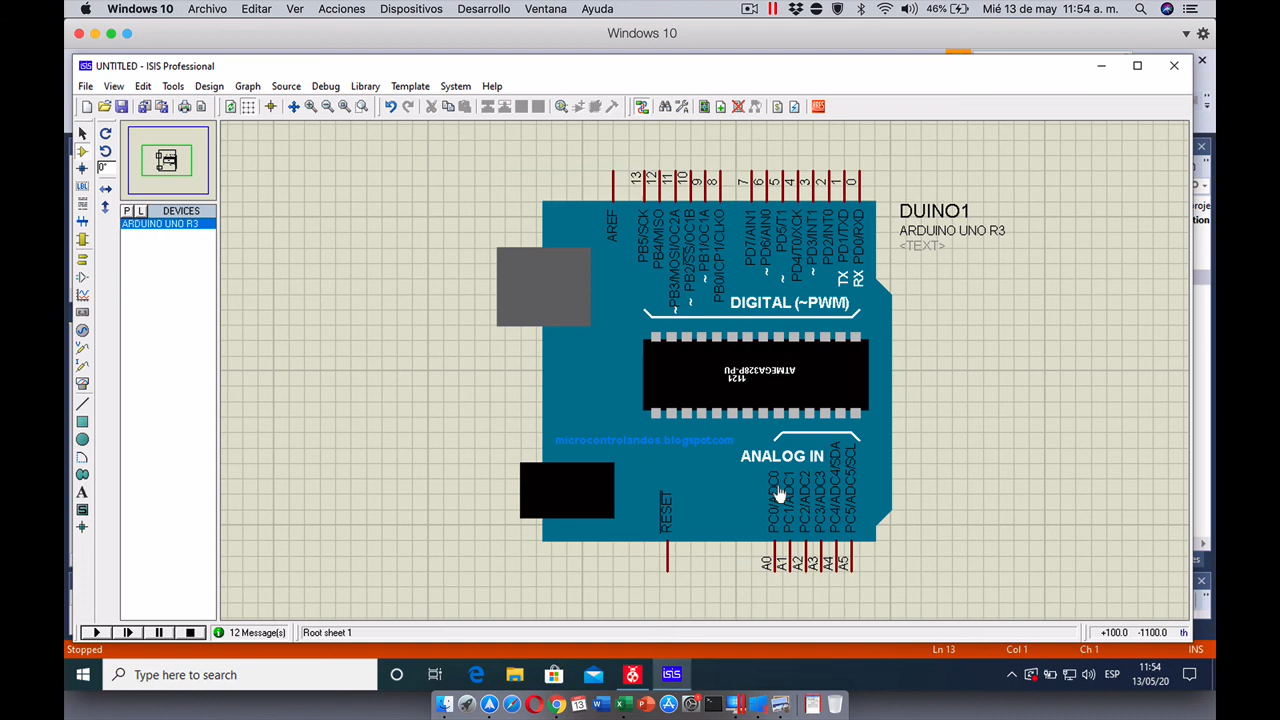 Windows 10 Archivo Editar Ver Acciones Dispositivos Desarrollo Ventana Ayuda 46% Mié 13 de may 11:54 a. m.
Windows 10
UNTITLED - ISIS Professional
File View Edit Tools Design Graph Source Debug Library Template System Help
P L DEVICES
ARDUINO UNO R3
LBL
0°
A
AREF
13
12
11
10
9
8
7
6
5
4
3
2
1
0
PB5/SCK
PB4/MISO
PB3/MOSI/OC2A
PB2/SS/OC1B
PB1/OC1A
PB0/ICP1/CLKO
PD7/AIN1
PD6/AIN0
PD5/T1
PD4/T0/XCK
PD3/INT1
PD2/INT0
PD1/TXD
PD0/RXD
~
~
~
~
~
~
TX
RX
DIGITAL (~PWM)
DUINO1
ARDUINO UNO R3
<TEXT>
ATMEGA328P-PU
1121
microcontrolandos.blogspot.com
ANALOG IN
RESET
PC0/ADC0
PC1/ADC1
PC2/ADC2
PC3/ADC3
PC4/ADC4/SDA
PC5/ADC5/SCL
A0
A1
A2
A3
A4
A5
proje
12 Message(s) Root sheet 1 +100.0 -1100.0 th
Stopped Ln 13 Col 1 Ch 1 INS
Type here to search ISIS ESP 11:54
13/05/20